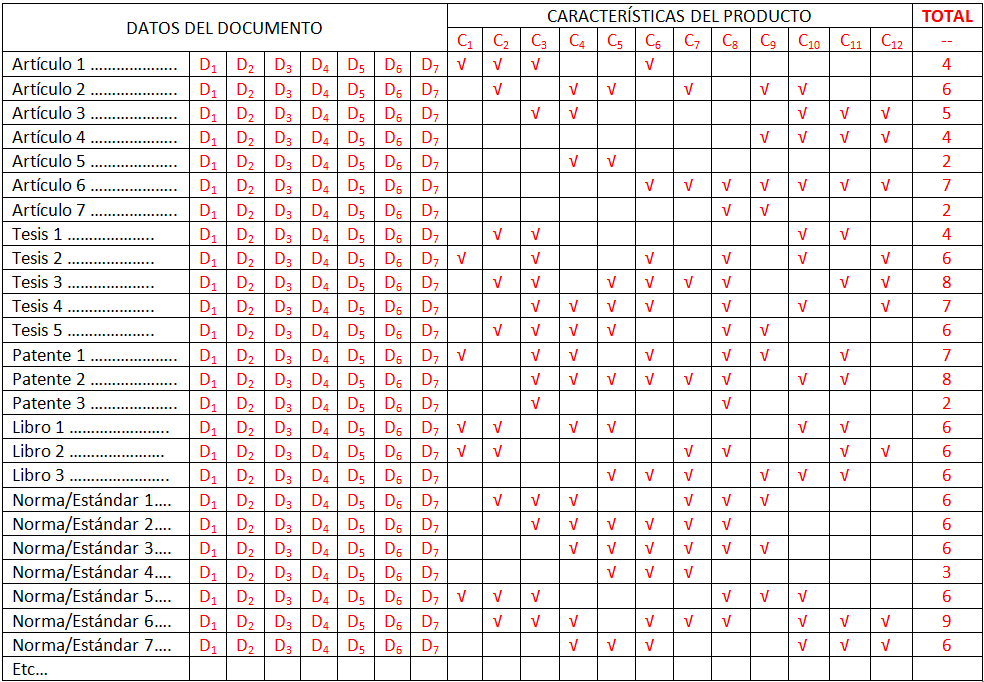 DATOS DEL DOCUMENTO CARACTERÍSTICAS DEL PRODUCTO TOTAL
C₁ C₂ C₃ C₄ C₅ C₆ C₇ C₈ C₉ C₁₀ C₁₁ C₁₂ --
Artículo 1 ……………….. D₁ D₂ D₃ D₄ D₅ D₆ D₇ √ √ √ √ 4
Artículo 2 ……………….. D₁ D₂ D₃ D₄ D₅ D₆ D₇ √ √ √ √ √ √ 6
Artículo 3 ……………….. D₁ D₂ D₃ D₄ D₅ D₆ D₇ √ √ √ √ √ 5
Artículo 4 ……………….. D₁ D₂ D₃ D₄ D₅ D₆ D₇ √ √ √ √ 4
Artículo 5 ……………….. D₁ D₂ D₃ D₄ D₅ D₆ D₇ √ √ 2
Artículo 6 ……………….. D₁ D₂ D₃ D₄ D₅ D₆ D₇ √ √ √ √ √ √ √ 7
Artículo 7 ……………….. D₁ D₂ D₃ D₄ D₅ D₆ D₇ √ √ 2
Tesis 1 ……………….. D₁ D₂ D₃ D₄ D₅ D₆ D₇ √ √ √ √ 4
Tesis 2 ……………….. D₁ D₂ D₃ D₄ D₅ D₆ D₇ √ √ √ √ √ √ 6
Tesis 3 ……………….. D₁ D₂ D₃ D₄ D₅ D₆ D₇ √ √ √ √ √ √ √ √ 8
Tesis 4 ……………….. D₁ D₂ D₃ D₄ D₅ D₆ D₇ √ √ √ √ √ √ √ 7
Tesis 5 ……………….. D₁ D₂ D₃ D₄ D₅ D₆ D₇ √ √ √ √ √ √ 6
Patente 1 ……………….. D₁ D₂ D₃ D₄ D₅ D₆ D₇ √ √ √ √ √ √ √ 7
Patente 2 ……………….. D₁ D₂ D₃ D₄ D₅ D₆ D₇ √ √ √ √ √ √ √ √ 8
Patente 3 ……………….. D₁ D₂ D₃ D₄ D₅ D₆ D₇ √ √ 2
Libro 1 ………………….. D₁ D₂ D₃ D₄ D₅ D₆ D₇ √ √ √ √ √ √ 6
Libro 2 …………………. D₁ D₂ D₃ D₄ D₅ D₆ D₇ √ √ √ √ √ √ 6
Libro 3 ………………….. D₁ D₂ D₃ D₄ D₅ D₆ D₇ √ √ √ √ √ √ 6
Norma/Estándar 1…. D₁ D₂ D₃ D₄ D₅ D₆ D₇ √ √ √ √ √ √ 6
Norma/Estándar 2…. D₁ D₂ D₃ D₄ D₅ D₆ D₇ √ √ √ √ √ √ 6
Norma/Estándar 3…. D₁ D₂ D₃ D₄ D₅ D₆ D₇ √ √ √ √ √ √ 6
Norma/Estándar 4…. D₁ D₂ D₃ D₄ D₅ D₆ D₇ √ √ √ 3
Norma/Estándar 5…. D₁ D₂ D₃ D₄ D₅ D₆ D₇ √ √ √ √ √ √ 6
Norma/Estándar 6…. D₁ D₂ D₃ D₄ D₅ D₆ D₇ √ √ √ √ √ √ √ √ √ 9
Norma/Estándar 7…. D₁ D₂ D₃ D₄ D₅ D₆ D₇ √ √ √ √ √ √ 6
Etc…